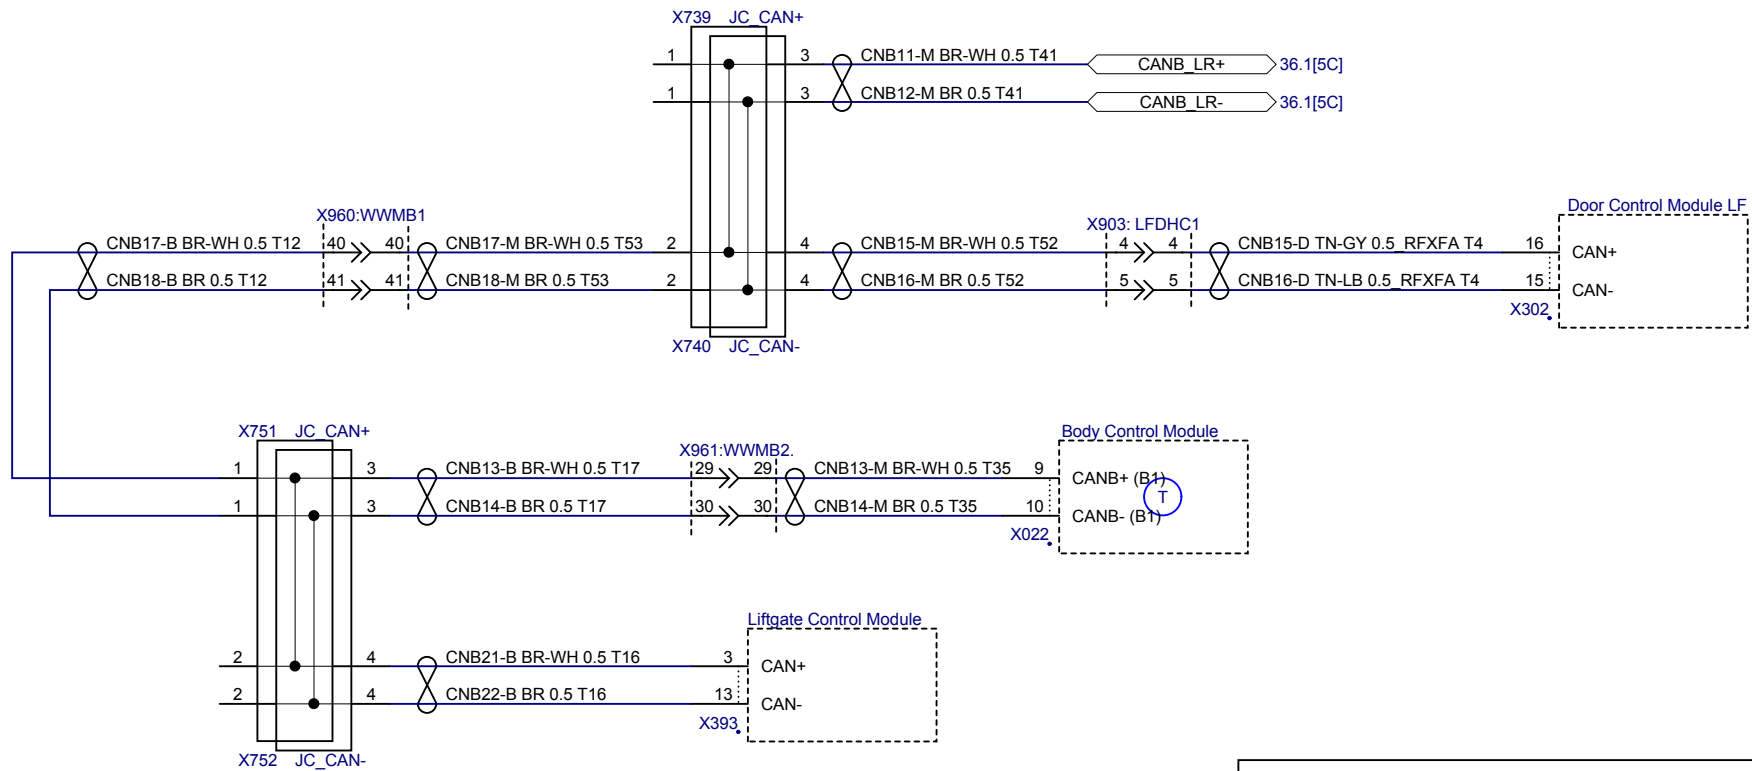 X739 JC_CAN+
1 3 CNB11-M BR-WH 0.5 T41 CANB_LR+ 36.1[5C]
1 3 CNB12-M BR 0.5 T41 CANB_LR- 36.1[5C]
X960:WWMB1 X903: LFDHC1 Door Control Module LF
CNB17-B BR-WH 0.5 T12 40 40 CNB17-M BR-WH 0.5 T53 2 4 CNB15-M BR-WH 0.5 T52 4 4 CNB15-D TN-GY 0.5_RFXFA T4 16 CAN+
CNB18-B BR 0.5 T12 41 41 CNB18-M BR 0.5 T53 2 4 CNB16-M BR 0.5 T52 5 5 CNB16-D TN-LB 0.5_RFXFA T4 15 CAN-
X302
X740 JC_CAN-
X751 JC_CAN+ X961:WWMB2. Body Control Module
1 3 CNB13-B BR-WH 0.5 T17 29 29 CNB13-M BR-WH 0.5 T35 9 CANB+ (B1)
T
1 3 CNB14-B BR 0.5 T17 30 30 CNB14-M BR 0.5 T35 10 CANB- (B1)
X022
Liftgate Control Module
2 4 CNB21-B BR-WH 0.5 T16 3 CAN+
2 4 CNB22-B BR 0.5 T16 13 CAN-
X393
X752 JC_CAN-